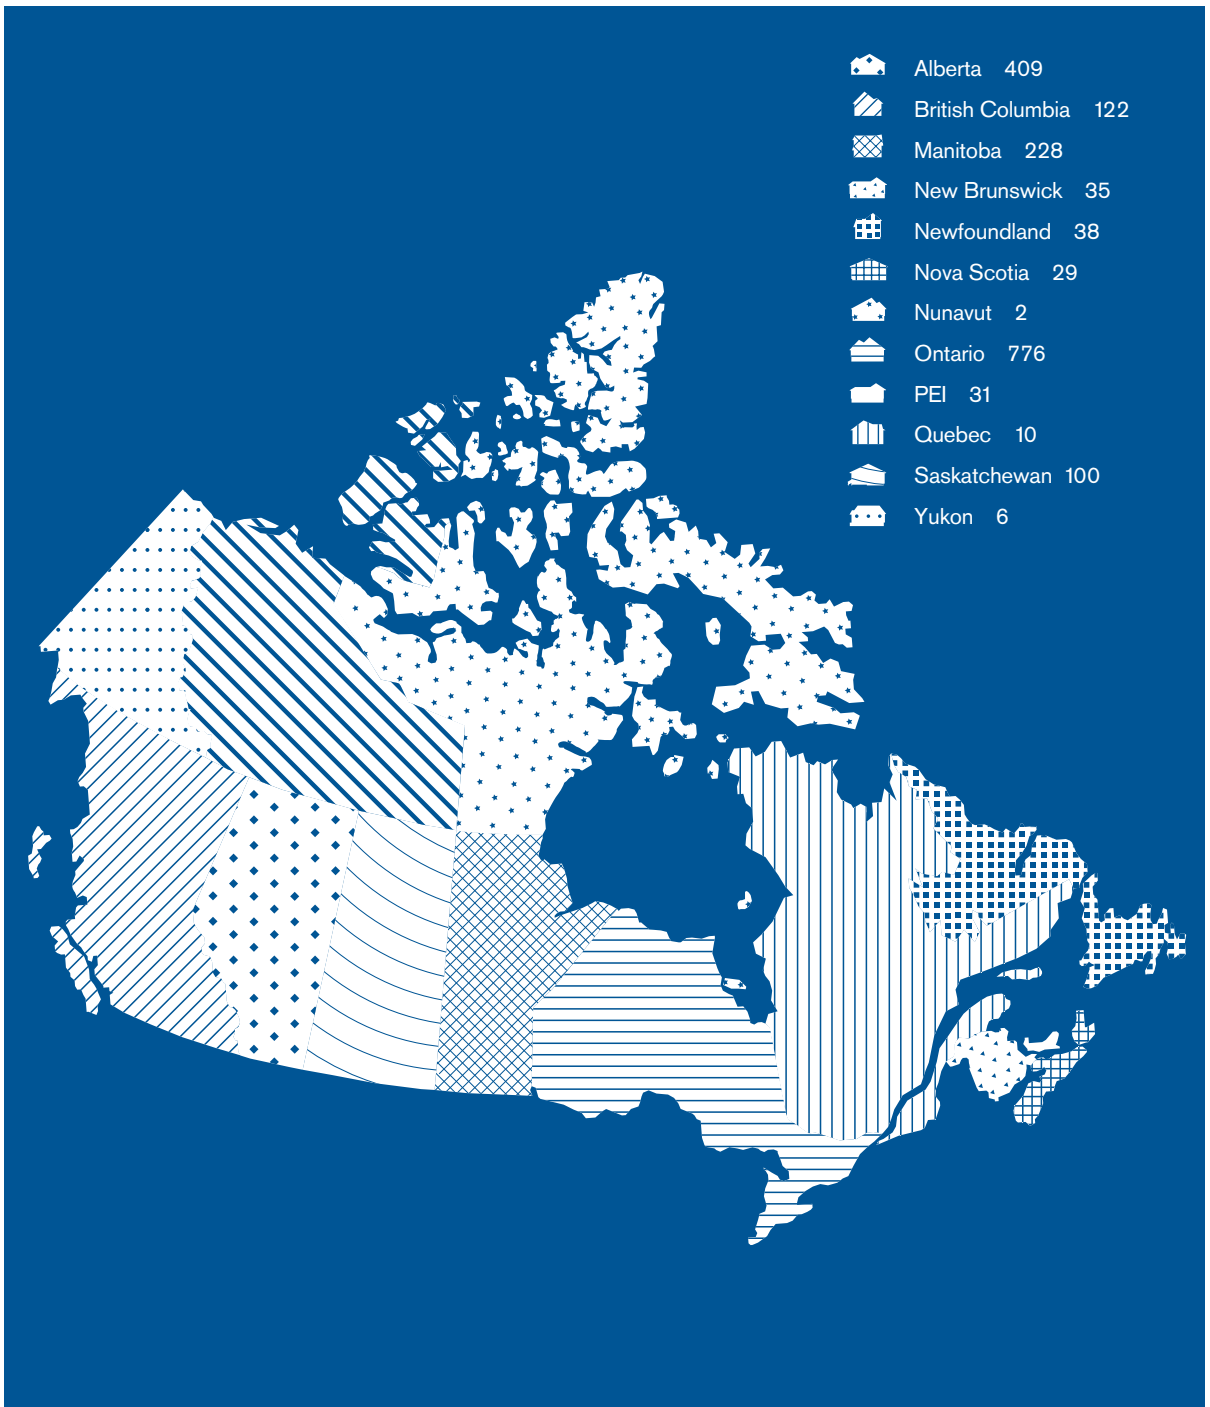 Alberta 409
British Columbia 122
Manitoba 228
New Brunswick 35
Newfoundland 38
Nova Scotia 29
Nunavut 2
Ontario 776
PEI 31
Quebec 10
Saskatchewan 100
Yukon 6